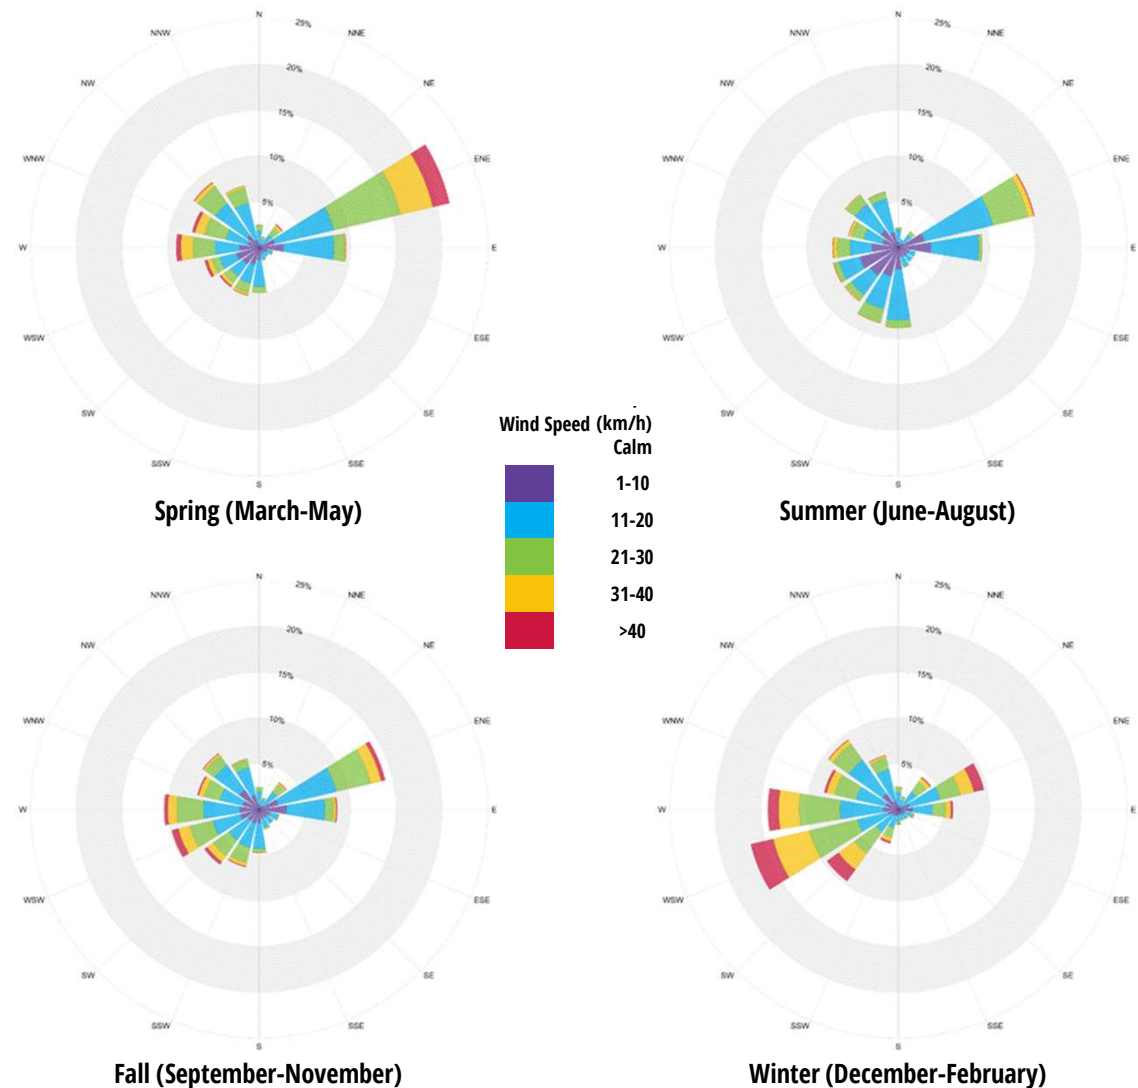 N
25%
NNW
NNE
20%
NW
NE
15%
WNW
10%
ENE
5%
W
E
WSW
ESE
SW
SE
SSW
SSE
S
Spring (March-May)
N
25%
NNW
NNE
20%
NW
NE
15%
WNW
10%
ENE
5%
W
E
WSW
ESE
SW
SE
SSW
SSE
S
Summer (June-August)
Wind Speed (km/h)
Calm
1-10
11-20
21-30
31-40
>40
N
25%
NNW
NNE
20%
NW
NE
15%
WNW
10%
ENE
5%
W
E
WSW
ESE
SW
SE
SSW
SSE
S
Fall (September-November)
N
25%
NNW
NNE
20%
NW
NE
15%
WNW
10%
ENE
5%
W
E
WSW
ESE
SW
SE
SSW
SSE
S
Winter (December-February)